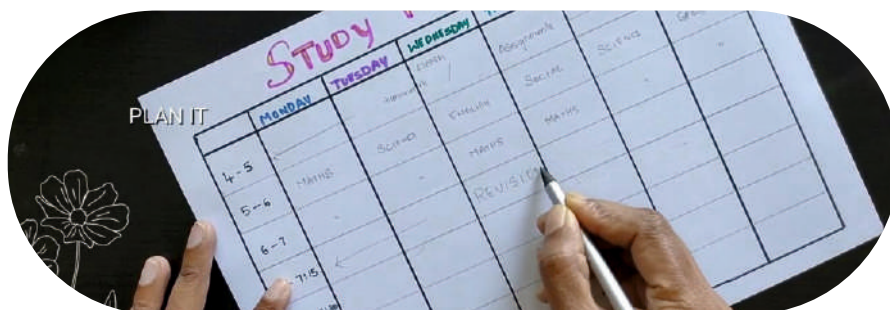 PLAN IT
STUDY
MONDAY TUESDAY WEDNESDAY
4-5 Assignments
5-6 MATHS SCIENCE ENGLISH SOCIAL SCIENCE
6-7 " " MATHS MATHS "
7:15 REVISION